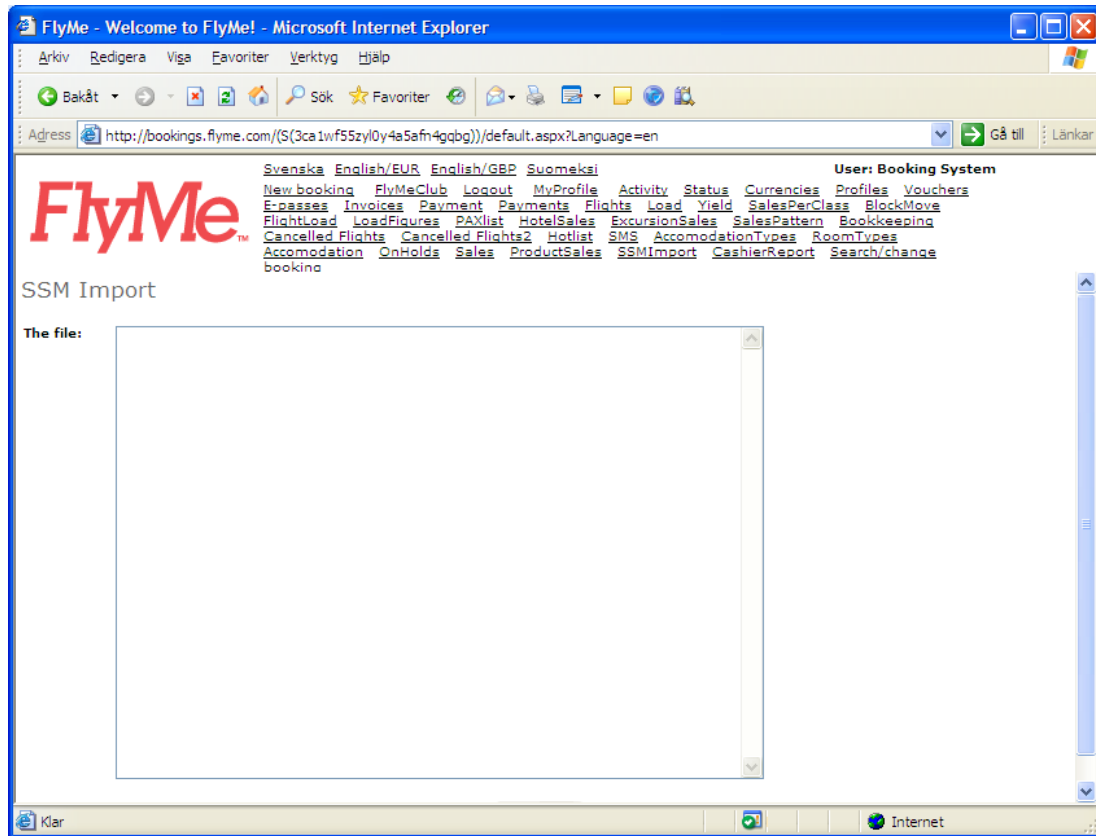 FlyMe - Welcome to FlyMe! - Microsoft Internet Explorer
Arkiv Redigera Visa Favoriter Verktyg Hjälp
Bakåt Sök Favoriter
Adress http://bookings.flyme.com/(S(3ca1wf55zyl0y4a5afn4gqbg))/default.aspx?Language=en Gå till Länkar
Svenska English/EUR English/GBP Suomeksi User: Booking System
FlyMe TM
New booking FlyMeClub Logout MyProfile Activity Status Currencies Profiles Vouchers
E-passes Invoices Payment Payments Flights Load Yield SalesPerClass BlockMove
FlightLoad LoadFigures PAXlist HotelSales ExcursionSales SalesPattern Bookkeeping
Cancelled Flights Cancelled Flights2 Hotlist SMS AccomodationTypes RoomTypes
Accomodation OnHolds Sales ProductSales SSMImport CashierReport Search/change
booking
SSM Import
The file:
Klar Internet